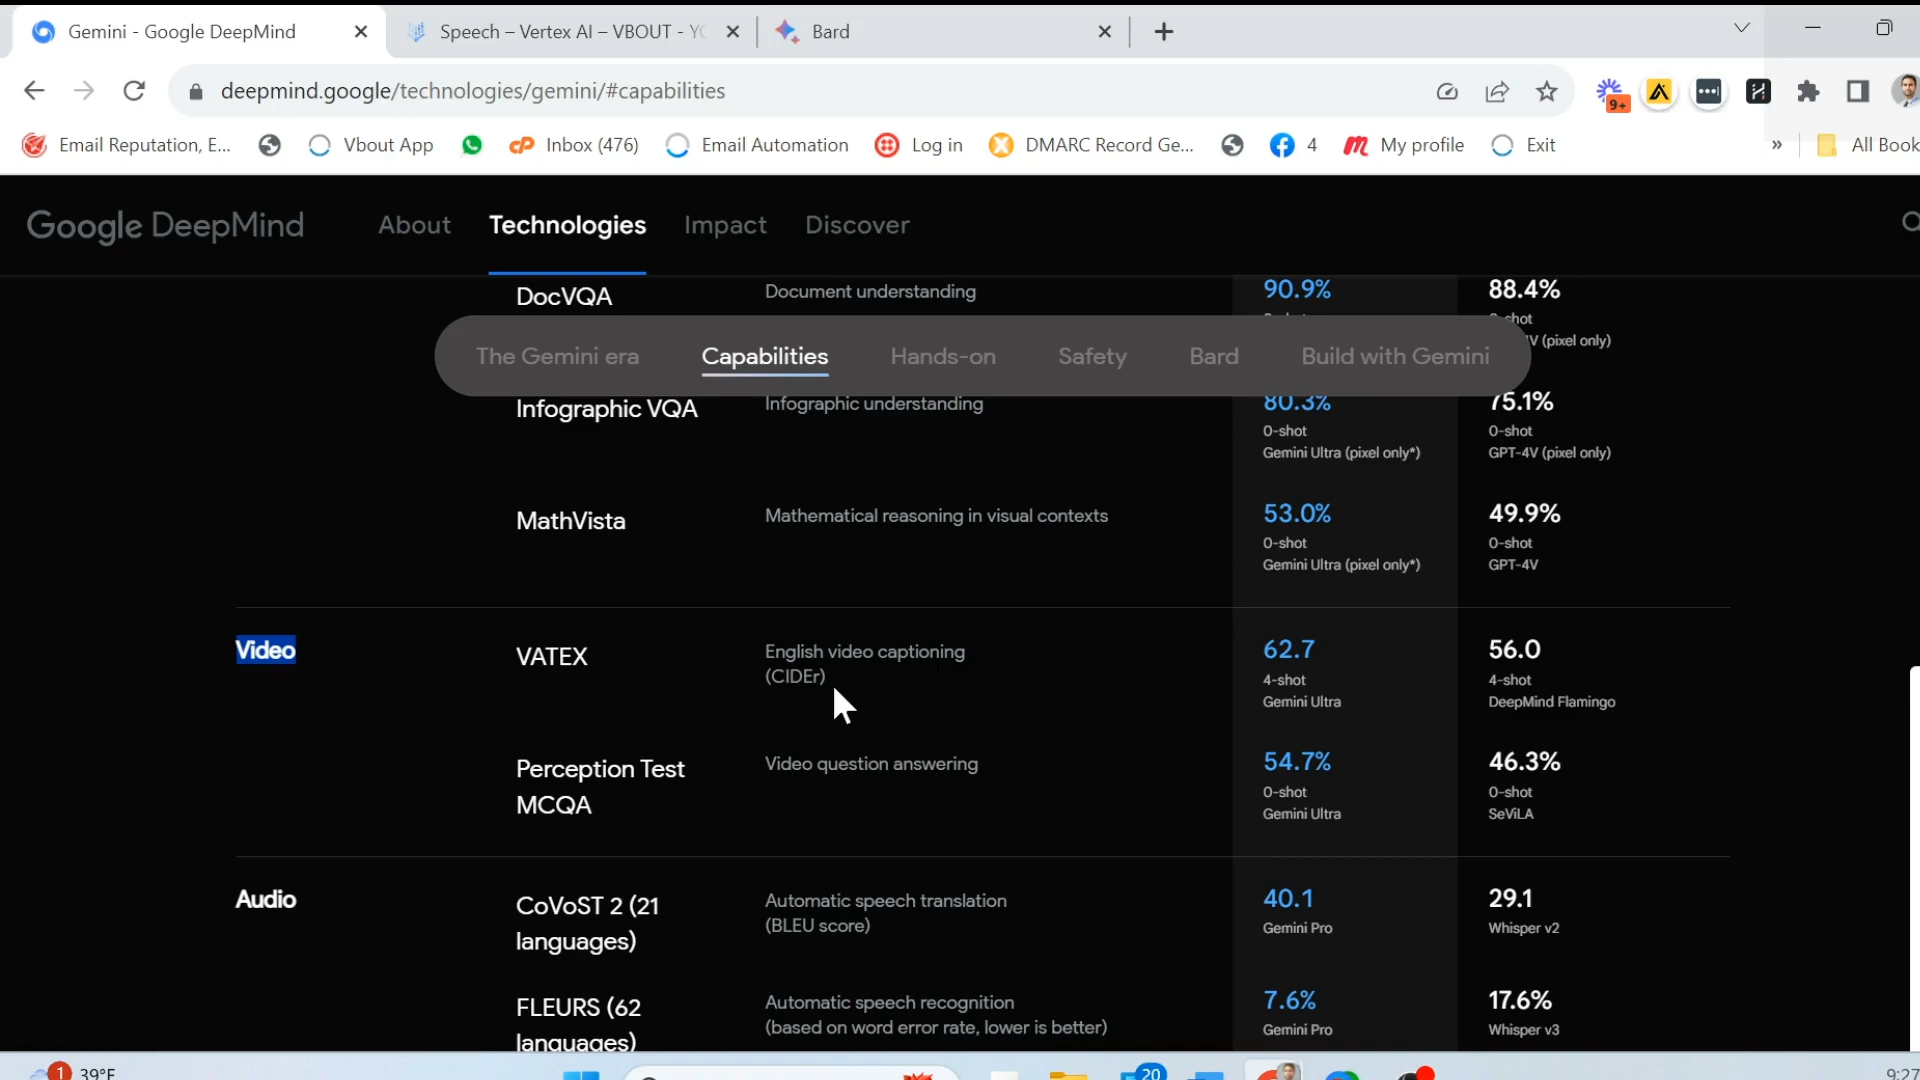 Gemini - Google DeepMind
Speech – Vertex AI – VBOUT - YO
Bard
deepmind.google/technologies/gemini/#capabilities
9+
Email Reputation, E...
Vbout App
Inbox (476)
Email Automation
Log in
DMARC Record Ge...
4
My profile
Exit
»
All Book
Google DeepMind
About
Technologies
Impact
Discover
DocVQA
Document understanding
90.9%
88.4%
V (pixel only)
The Gemini era
Capabilities
Hands-on
Safety
Bard
Build with Gemini
Infographic VQA
Infographic understanding
80.3%
0-shot
Gemini Ultra (pixel only*)
75.1%
0-shot
GPT-4V (pixel only)
MathVista
Mathematical reasoning in visual contexts
53.0%
0-shot
Gemini Ultra (pixel only*)
49.9%
0-shot
GPT-4V
Video
VATEX
English video captioning
(CIDEr)
62.7
4-shot
Gemini Ultra
56.0
4-shot
DeepMind Flamingo
Perception Test
MCQA
Video question answering
54.7%
0-shot
Gemini Ultra
46.3%
0-shot
SeViLA
Audio
CoVoST 2 (21
languages)
Automatic speech translation
(BLEU score)
40.1
Gemini Pro
29.1
Whisper v2
FLEURS (62
languages)
Automatic speech recognition
(based on word error rate, lower is better)
7.6%
Gemini Pro
17.6%
Whisper v3
1
39°F
20
9:27